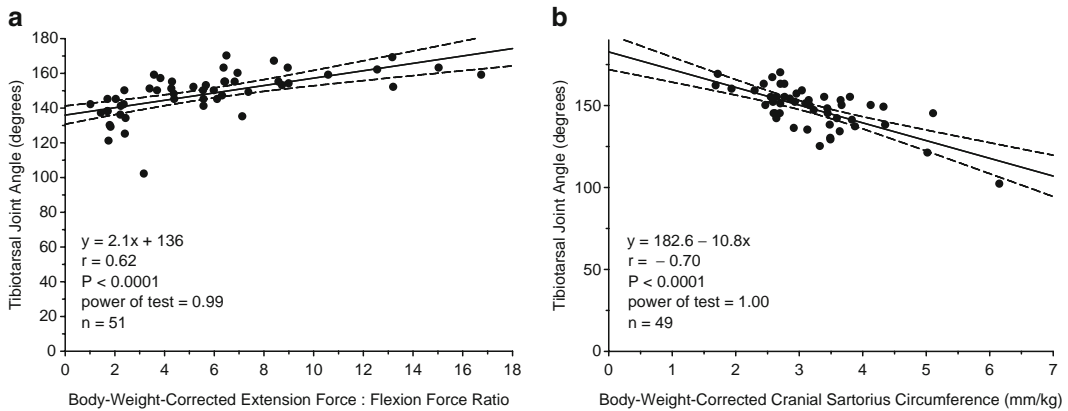 a
Tibiotarsal Joint Angle (degrees)
180
160
140
120
100
80
60
40
20
0
y = 2.1x + 136
r = 0.62
P < 0.0001
power of test = 0.99
n = 51
0 2 4 6 8 10 12 14 16 18
Body-Weight-Corrected Extension Force : Flexion Force Ratio
b
Tibiotarsal Joint Angle (degrees)
150
100
50
0
y = 182.6 − 10.8x
r = − 0.70
P < 0.0001
power of test = 1.00
n = 49
0 1 2 3 4 5 6 7
Body-Weight-Corrected Cranial Sartorius Circumference (mm/kg)